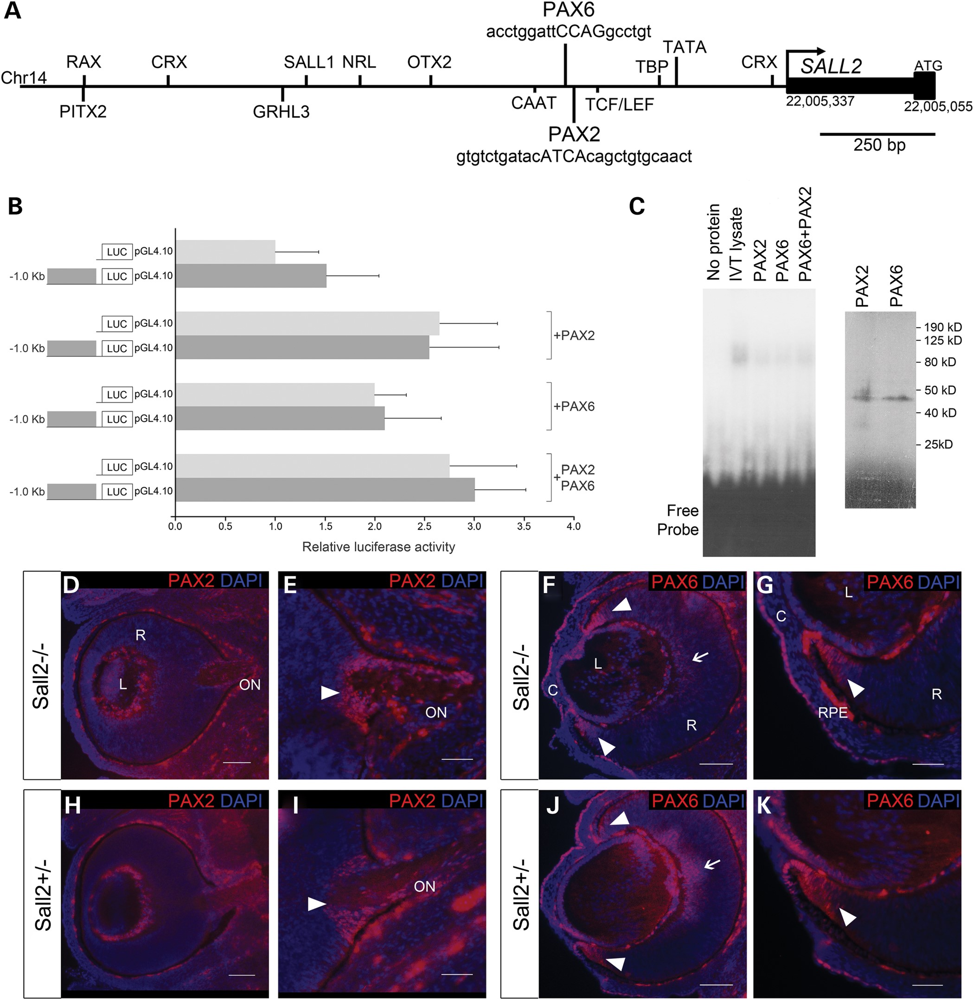 A
PAX6
acctggattCCAGgcctgt
RAX
CRX
SALL1
NRL
OTX2
TBP
TATA
CRX
SALL2
ATG
Chr14
PITX2
GRHL3
CAAT
TCF/LEF
22,005,337
22,005,055
PAX2
gtgtctgatacATCAcagctgtgcaact
250 bp
B
LUC pGL4.10
-1.0 Kb LUC pGL4.10
LUC pGL4.10
-1.0 Kb LUC pGL4.10
+PAX2
LUC pGL4.10
-1.0 Kb LUC pGL4.10
+PAX6
LUC pGL4.10
-1.0 Kb LUC pGL4.10
+ PAX2
PAX6
0.0 0.5 1.0 1.5 2.0 2.5 3.0 3.5 4.0
Relative luciferase activity
C
No protein
IVT lysate
PAX2
PAX6
PAX6+PAX2
Free
Probe
PAX2
PAX6
190 kD
125 kD
80 kD
50 kD
40 kD
25kD
Sall2-/-
D
PAX2 DAPI
R
L
ON
E
PAX2 DAPI
ON
Sall2-/-
F
PAX6 DAPI
L
C
R
G
PAX6 DAPI
L
C
RPE
R
Sall2+/-
H
PAX2 DAPI
I
PAX2 DAPI
ON
Sall2+/-
J
PAX6 DAPI
K
PAX6 DAPI